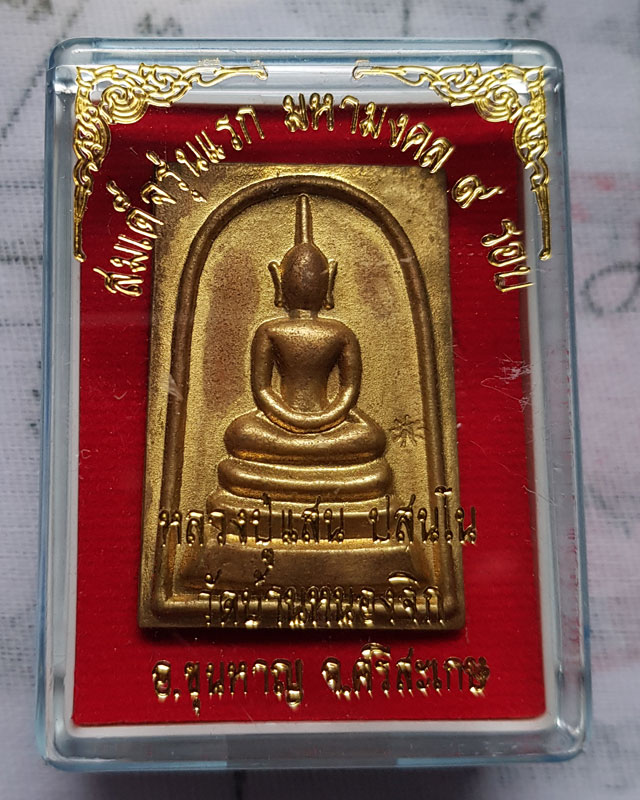 สมเด็จรุ่นแรก มหามงคล ๙ รอบ
หลวงปู่แสน ปสนฺโน
วัดบ้านหนองจิก
อ.ขุนหาญ จ.ศรีสะเกษ